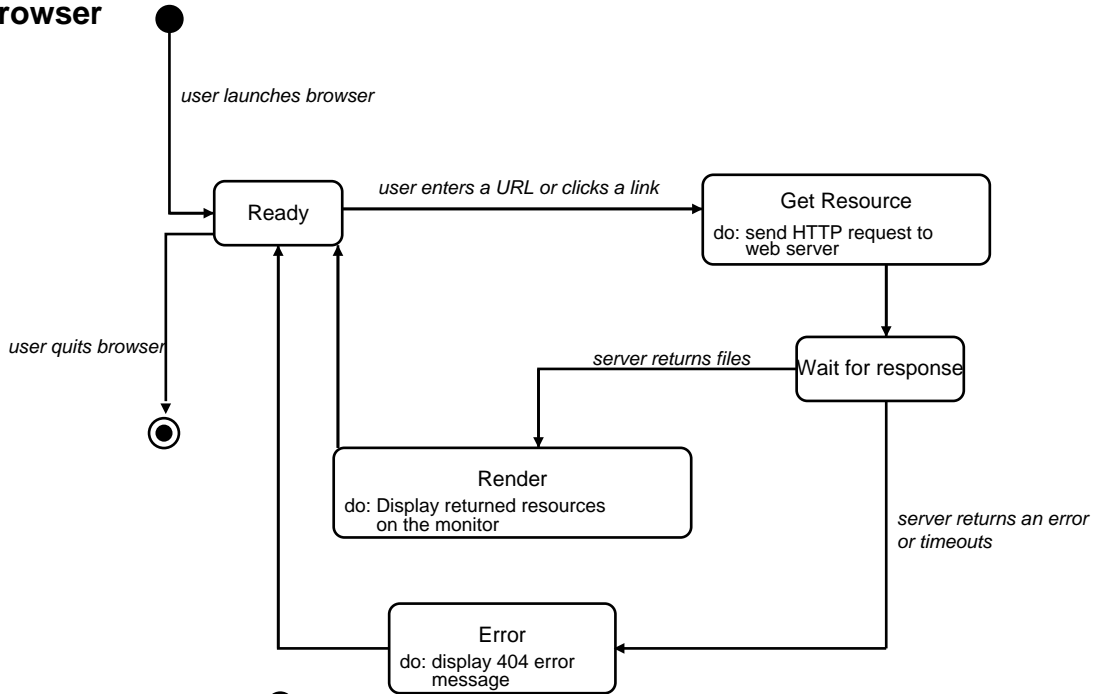 rowser
user launches browser
Ready
user enters a URL or clicks a link
Get Resource
do: send HTTP request to
web server
user quits browser
server returns files
Wait for response
Render
do: Display returned resources
on the monitor
server returns an error
or timeouts
Error
do: display 404 error
message